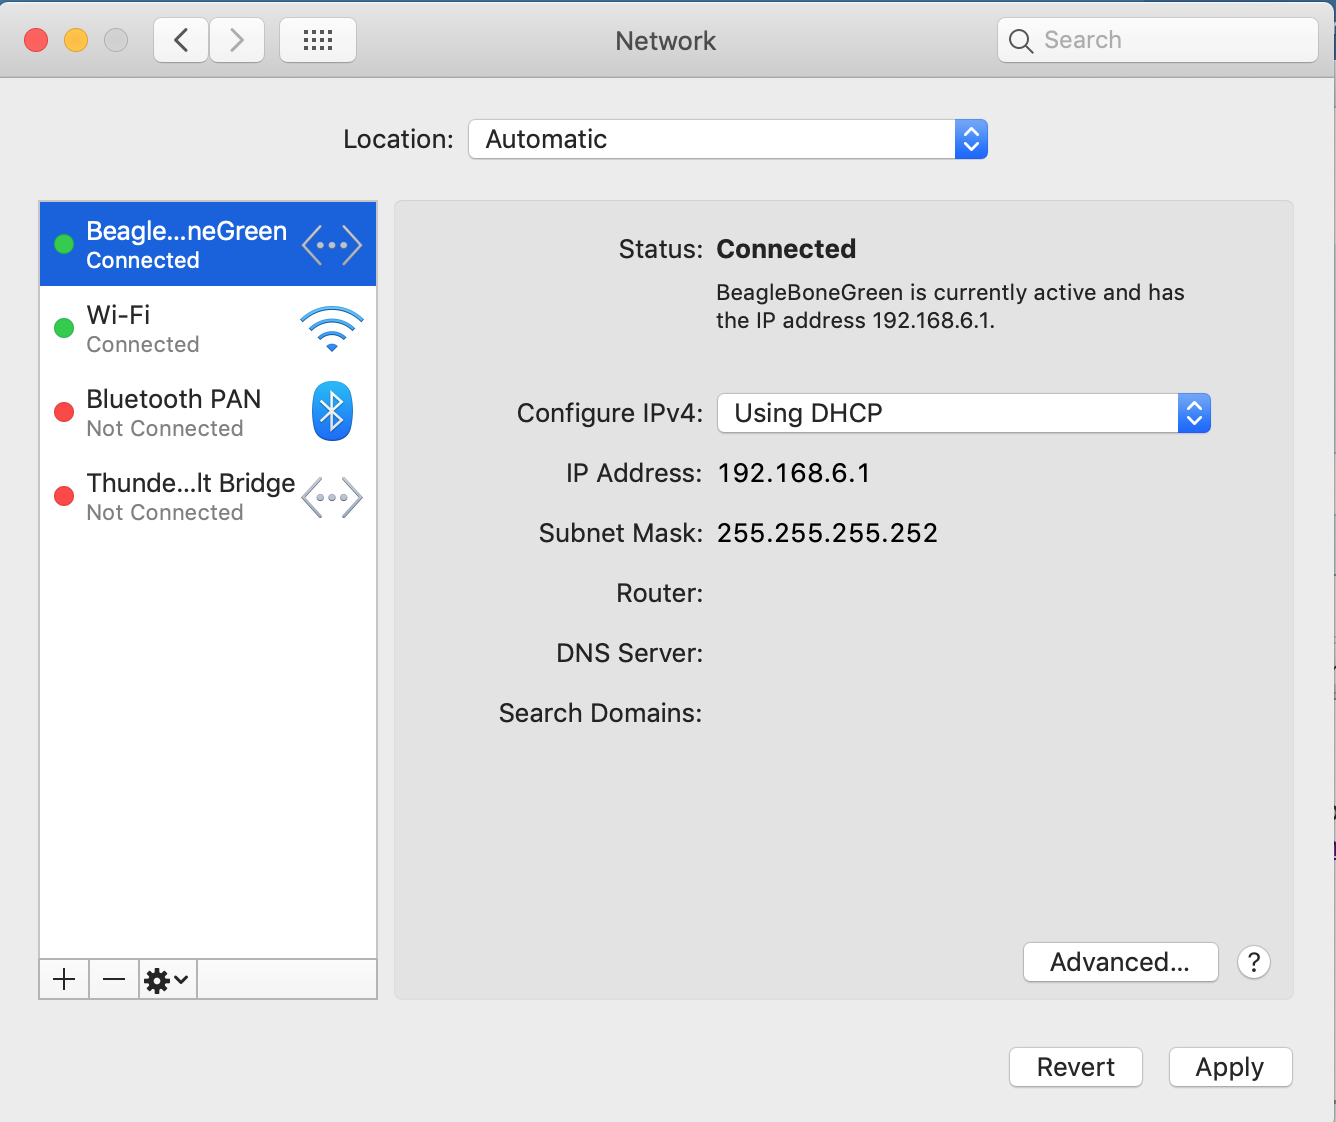 Network
Search
Location: Automatic
Beagle...neGreen
Connected
Wi-Fi
Connected
Bluetooth PAN
Not Connected
Thunde...lt Bridge
Not Connected
Status: Connected
BeagleBoneGreen is currently active and has
the IP address 192.168.6.1.
Configure IPv4: Using DHCP
IP Address: 192.168.6.1
Subnet Mask: 255.255.255.252
Router:
DNS Server:
Search Domains:
Advanced...
?
Revert
Apply